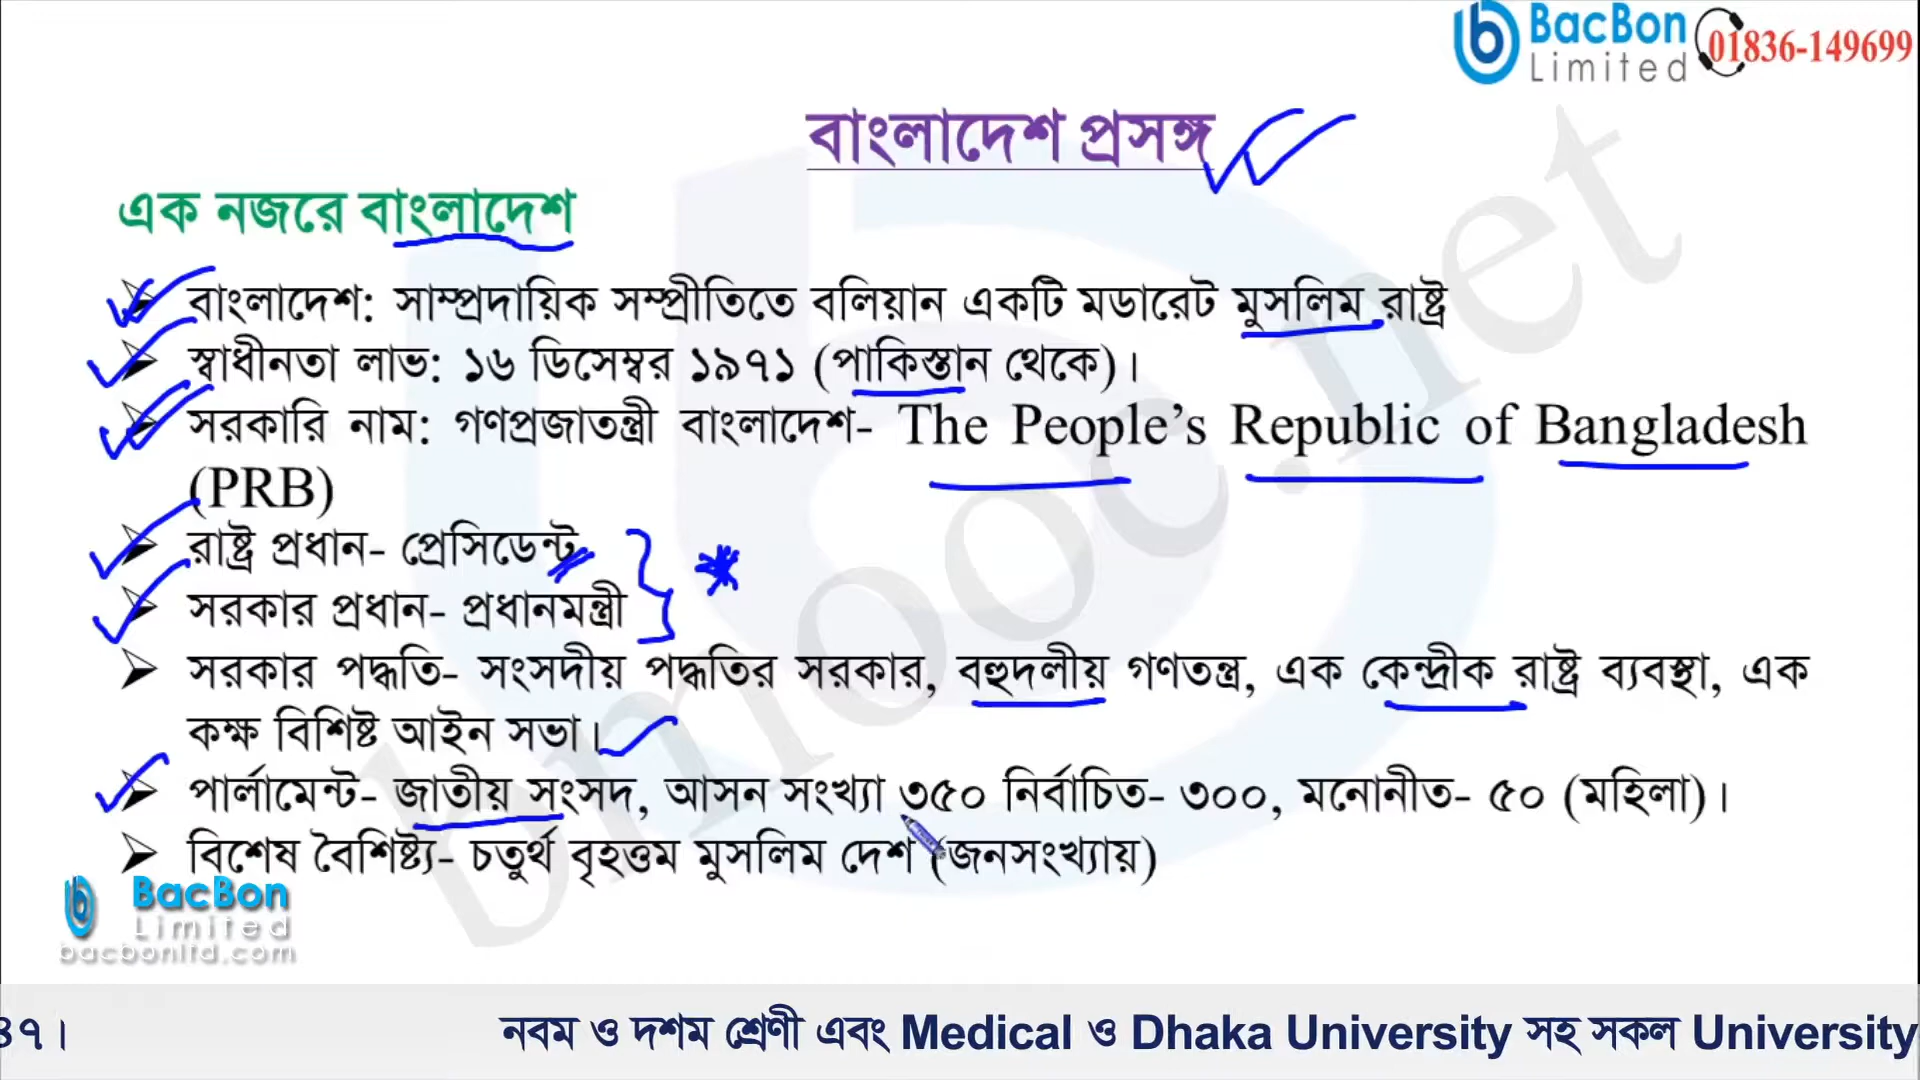 BacBon
Limited
01836-149699
বাংলাদেশ প্রসঙ্গ
এক নজরে বাংলাদেশ
বাংলাদেশ: সাম্প্রদায়িক সম্প্রীতিতে বলিয়ান একটি মডারেট মুসলিম রাষ্ট্র
স্বাধীনতা লাভ: ১৬ ডিসেম্বর ১৯৭১ (পাকিস্তান থেকে)।
সরকারি নাম: গণপ্রজাতন্ত্রী বাংলাদেশ- The People’s Republic of Bangladesh
(PRB)
রাষ্ট্র প্রধান- প্রেসিডেন্ট
সরকার প্রধান- প্রধানমন্ত্রী
সরকার পদ্ধতি- সংসদীয় পদ্ধতির সরকার, বহুদলীয় গণতন্ত্র, এক কেন্দ্রীক রাষ্ট্র ব্যবস্থা, এক
কক্ষ বিশিষ্ট আইন সভা।
পার্লামেন্ট- জাতীয় সংসদ, আসন সংখ্যা ৩৫০ নির্বাচিত- ৩০০, মনোনীত- ৫০ (মহিলা)।
বিশেষ বৈশিষ্ট্য- চতুর্থ বৃহত্তম মুসলিম দেশ (জনসংখ্যায়)
bmooc.net
BacBon
Limited
bacbonltd.com
৪৭। নবম ও দশম শ্রেণী এবং Medical ও Dhaka University সহ সকল University